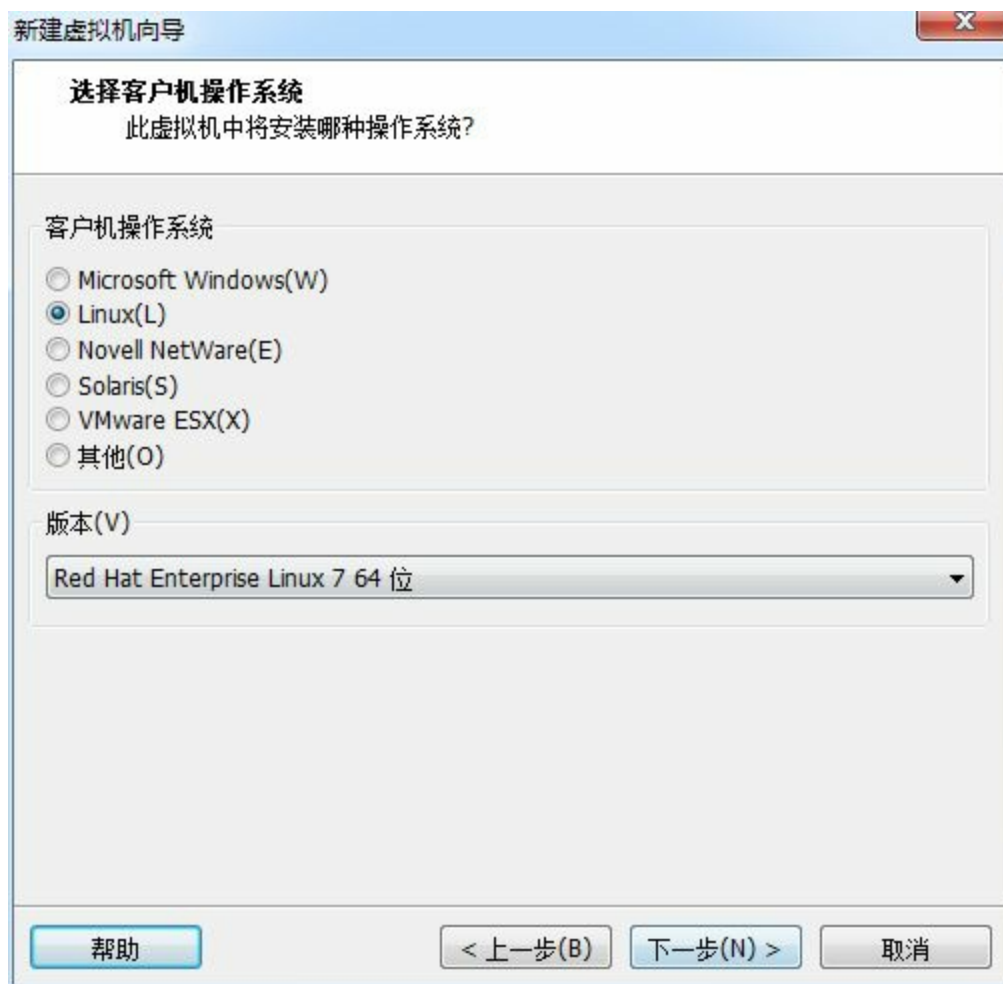 新建虚拟机向导
选择客户机操作系统
此虚拟机中将安装哪种操作系统?
客户机操作系统
Microsoft Windows(W)
Linux(L)
Novell NetWare(E)
Solaris(S)
VMware ESX(X)
其他(O)
版本(V)
Red Hat Enterprise Linux 7 64 位
帮助 < 上一步(B) 下一步(N) > 取消